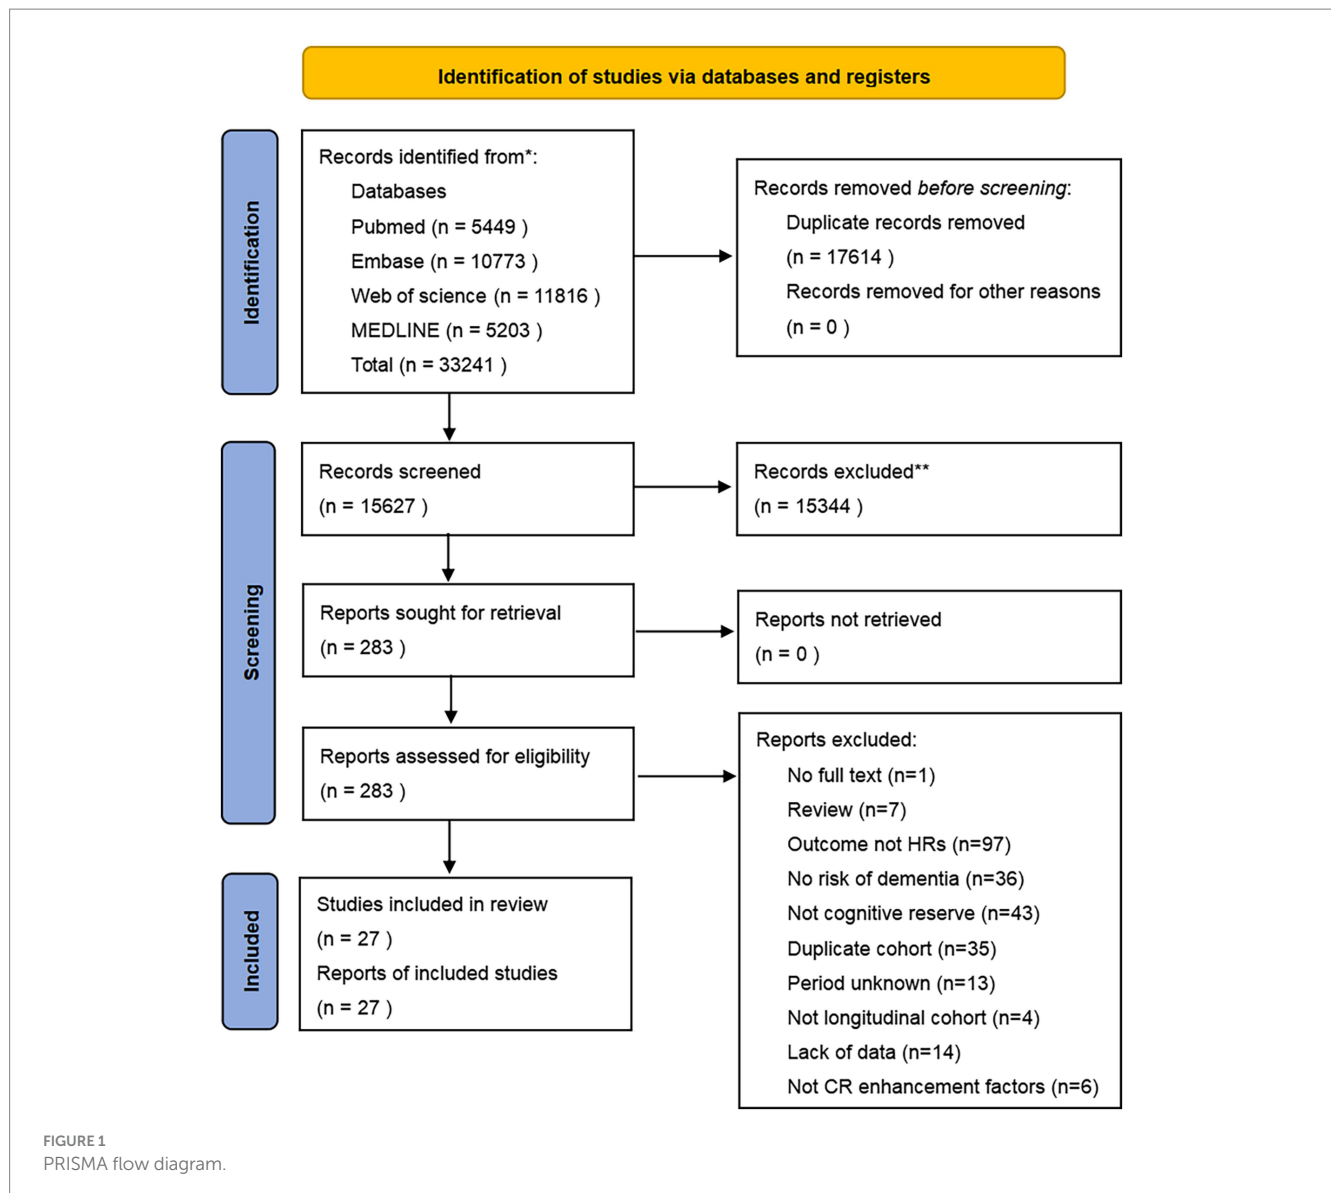 Identification of studies via databases and registers
Identification
Records identified from*:
Databases
Pubmed (n = 5449 )
Embase (n = 10773 )
Web of science (n = 11816 )
MEDLINE (n = 5203 )
Total (n = 33241 )
Records removed before screening:
Duplicate records removed
(n = 17614 )
Records removed for other reasons
(n = 0 )
Screening
Records screened
(n = 15627 )
Records excluded**
(n = 15344 )
Reports sought for retrieval
(n = 283 )
Reports not retrieved
(n = 0 )
Reports assessed for eligibility
(n = 283 )
Reports excluded:
No full text (n=1)
Review (n=7)
Outcome not HRs (n=97)
No risk of dementia (n=36)
Not cognitive reserve (n=43)
Duplicate cohort (n=35)
Period unknown (n=13)
Not longitudinal cohort (n=4)
Lack of data (n=14)
Not CR enhancement factors (n=6)
Included
Studies included in review
(n = 27 )
Reports of included studies
(n = 27 )
FIGURE 1
PRISMA flow diagram.